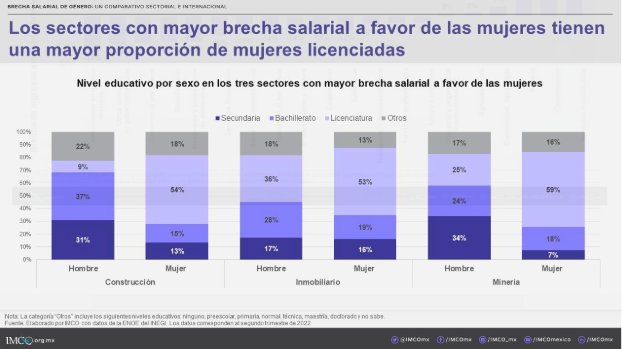 BRECHA SALARIAL DE GÉNERO: UN COMPARATIVO SECTORIAL E INTERNACIONAL
Los sectores con mayor brecha salarial a favor de las mujeres tienen
una mayor proporción de mujeres licenciadas
Nivel educativo por sexo en los tres sectores con mayor brecha salarial a favor de las mujeres
Secundaria Bachillerato Licenciatura Otros
100%
90%
80%
70%
60%
50%
40%
30%
20%
10%
0%
22% 18% 18% 13% 17% 16%
9% 54% 36% 53% 25% 59%
37% 15% 28% 19% 24% 18%
31% 13% 17% 16% 34% 7%
Hombre Mujer Hombre Mujer Hombre Mujer
Construcción Inmobiliario Minería
Nota: La categoría "Otros" incluye los siguientes niveles educativos: ninguno, preescolar, primaria, normal, técnica, maestría, doctorado y no sabe.
Fuente: Elaborado por IMCO con datos de la ENOE del INEGI. Los datos corresponden al segundo trimestre de 2022.
IMCO.org.mx @IMCOmx /IMCOmx /IMCO_mx /IMCOmexico /IMCOmx